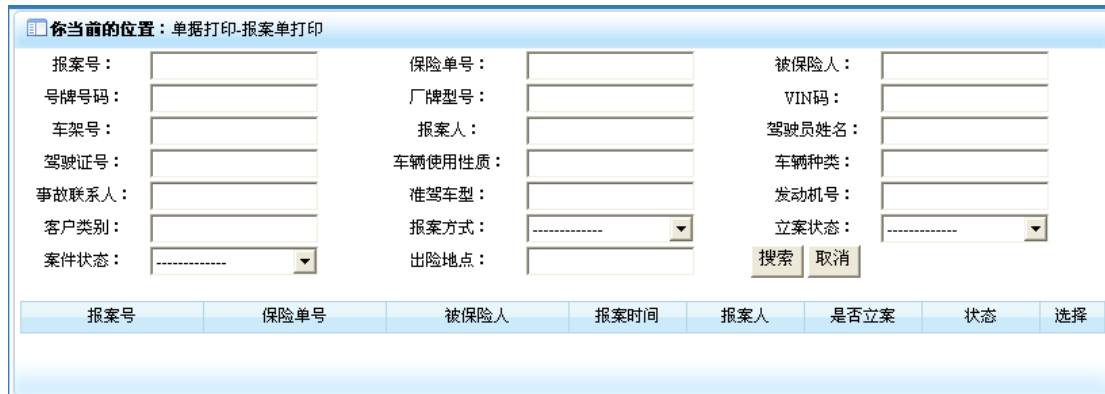 你当前的位置：单据打印-报案单打印
报案号： 保险单号： 被保险人：
号牌号码： 厂牌型号： VIN码：
车架号： 报案人： 驾驶员姓名：
驾驶证号： 车辆使用性质： 车辆种类：
事故联系人： 准驾车型： 发动机号：
客户类别： 报案方式： ------------- 立案状态： -------------
案件状态： ------------- 出险地点： 搜索 取消
报案号 保险单号 被保险人 报案时间 报案人 是否立案 状态 选择